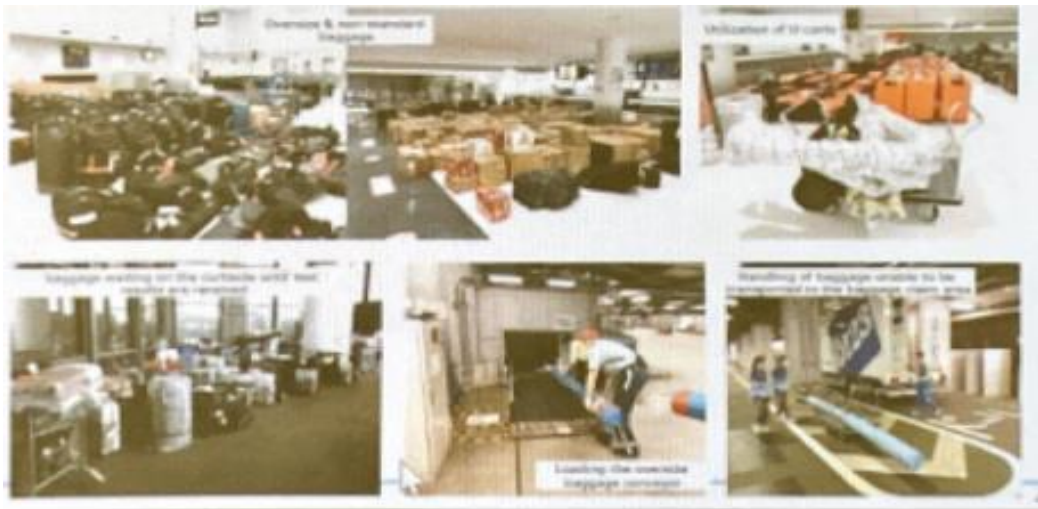 Oversize & non-standard
baggage
Utilization of U-carts
baggage waiting on the curbside until test
results are received
Handling of baggage unable to be
transported to the baggage claim area
Loading the oversize
baggage conveyor